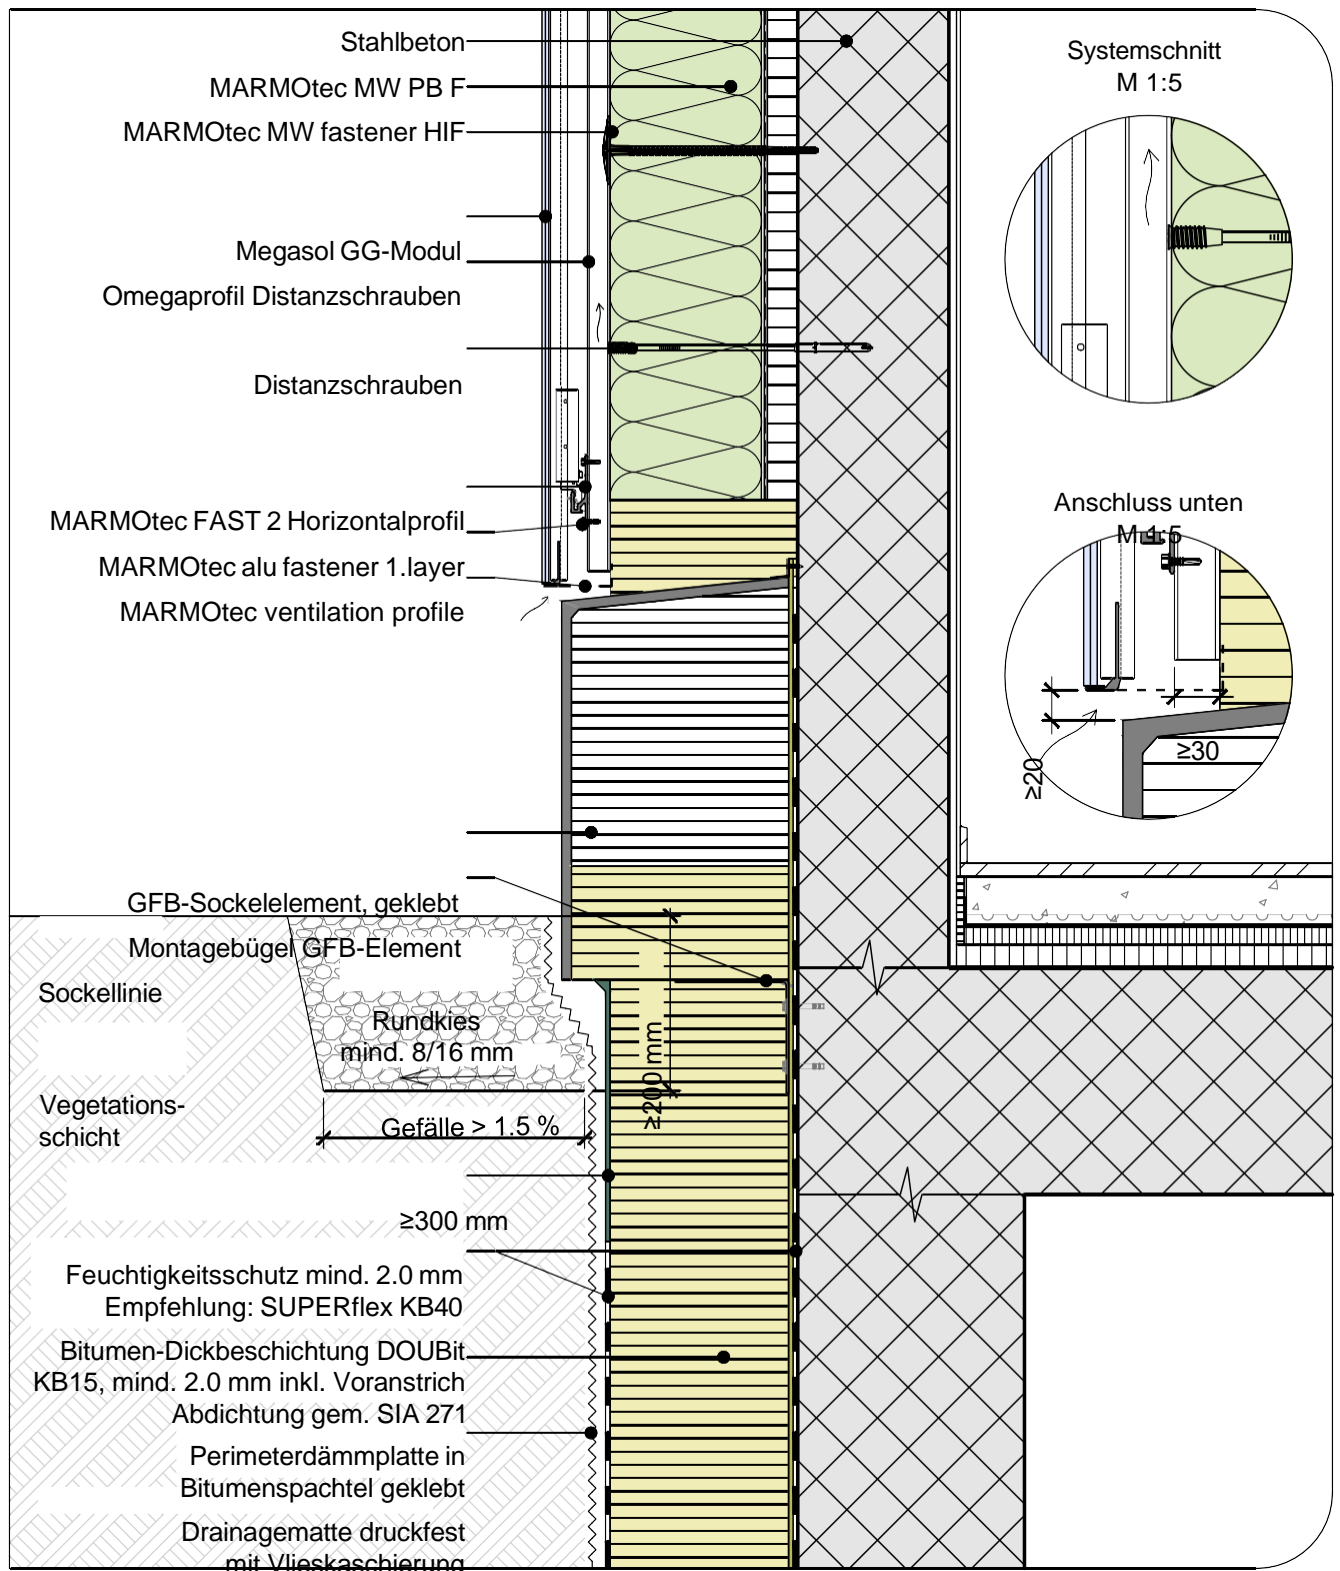 Stahlbeton
MARMOtec MW PB F
MARMOtec MW fastener HIF
Megasol GG-Modul
Omegaprofil Distanzschrauben
Distanzschrauben
MARMOtec FAST 2 Horizontalprofil
MARMOtec alu fastener 1.layer
MARMOtec ventilation profile
GFB-Sockelelement, geklebt
Montagebügel GFB-Element
Sockellinie
Rundkies
mind. 8/16 mm
Vegetations-
schicht
Gefälle > 1.5 %
≥200 mm
≥300 mm
Feuchtigkeitsschutz mind. 2.0 mm
Empfehlung: SUPERflex KB40
Bitumen-Dickbeschichtung DOUBit
KB15, mind. 2.0 mm inkl. Voranstrich
Abdichtung gem. SIA 271
Perimeterdämmplatte in
Bitumenspachtel geklebt
Drainagematte druckfest
mit Vlieskaschierung
Systemschnitt
M 1:5
Anschluss unten
M 1:5
≥20
≥30